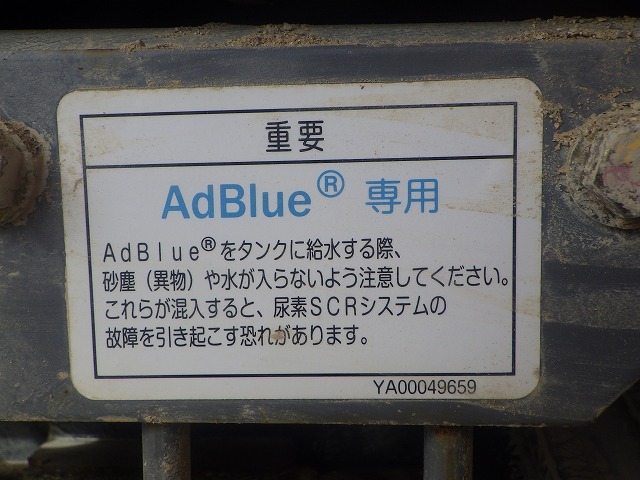 重要
AdBlue® 専用
AdBlue®をタンクに給水する際、
砂塵（異物）や水が入らないよう注意してください。
これらが混入すると、尿素SCRシステムの
故障を引き起こす恐れがあります。
YA00049659